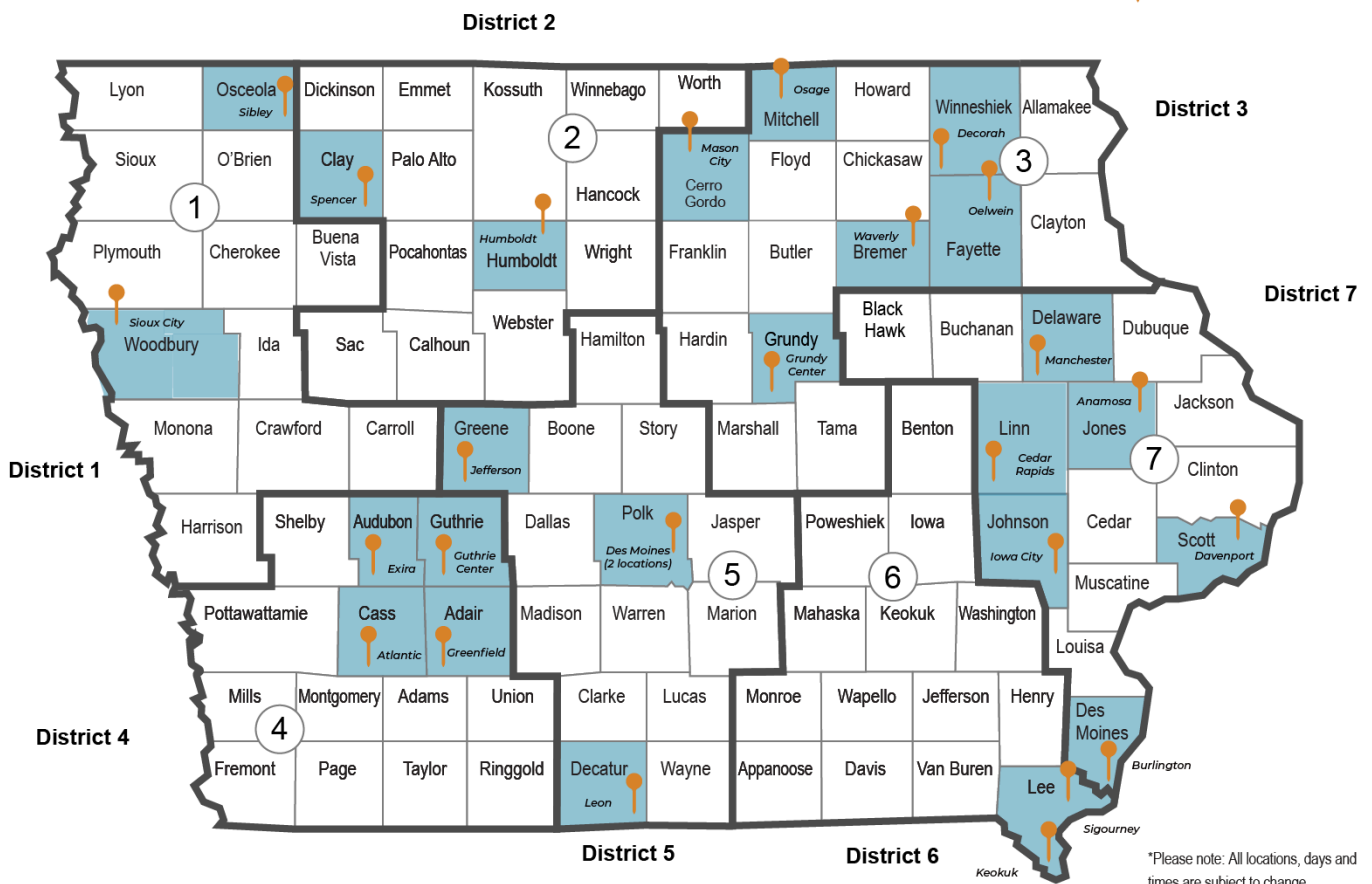 District 2
Lyon
Osceola
Sibley
Dickinson
Emmet
Kossuth
Winnebago
Worth
Osage
Mitchell
Howard
Winneshiek
Decorah
Allamakee
District 3
Sioux
O'Brien
Clay
Spencer
Palo Alto
2
Hancock
Mason
City
Cerro
Gordo
Floyd
Chickasaw
3
Oelwein
1
Plymouth
Cherokee
Buena
Vista
Pocahontas
Humboldt
Humboldt
Wright
Franklin
Butler
Waverly
Bremer
Fayette
Clayton
District 7
Sioux City
Woodbury
Ida
Sac
Calhoun
Webster
Hamilton
Hardin
Grundy
Grundy
Center
Black
Hawk
Buchanan
Delaware
Manchester
Dubuque
Monona
Crawford
Carroll
Greene
Jefferson
Boone
Story
Marshall
Tama
Benton
Linn
Cedar
Rapids
Anamosa
Jones
Jackson
7
Clinton
District 1
Harrison
Shelby
Audubon
Exira
Guthrie
Guthrie
Center
Dallas
Polk
Des Moines
(2 locations)
Jasper
5
Poweshiek
Iowa
6
Johnson
Iowa City
Cedar
Scott
Davenport
Muscatine
Pottawattamie
Cass
Atlantic
Adair
Greenfield
Madison
Warren
Marion
Mahaska
Keokuk
Washington
Louisa
Mills
Montgomery
Adams
Union
Clarke
Lucas
Monroe
Wapello
Jefferson
Henry
Des
Moines
4
District 4
Fremont
Page
Taylor
Ringgold
Decatur
Leon
Wayne
Appanoose
Davis
Van Buren
Lee
Burlington
Sigourney
Keokuk
District 5
District 6
*Please note: All locations, days and
times are subject to change